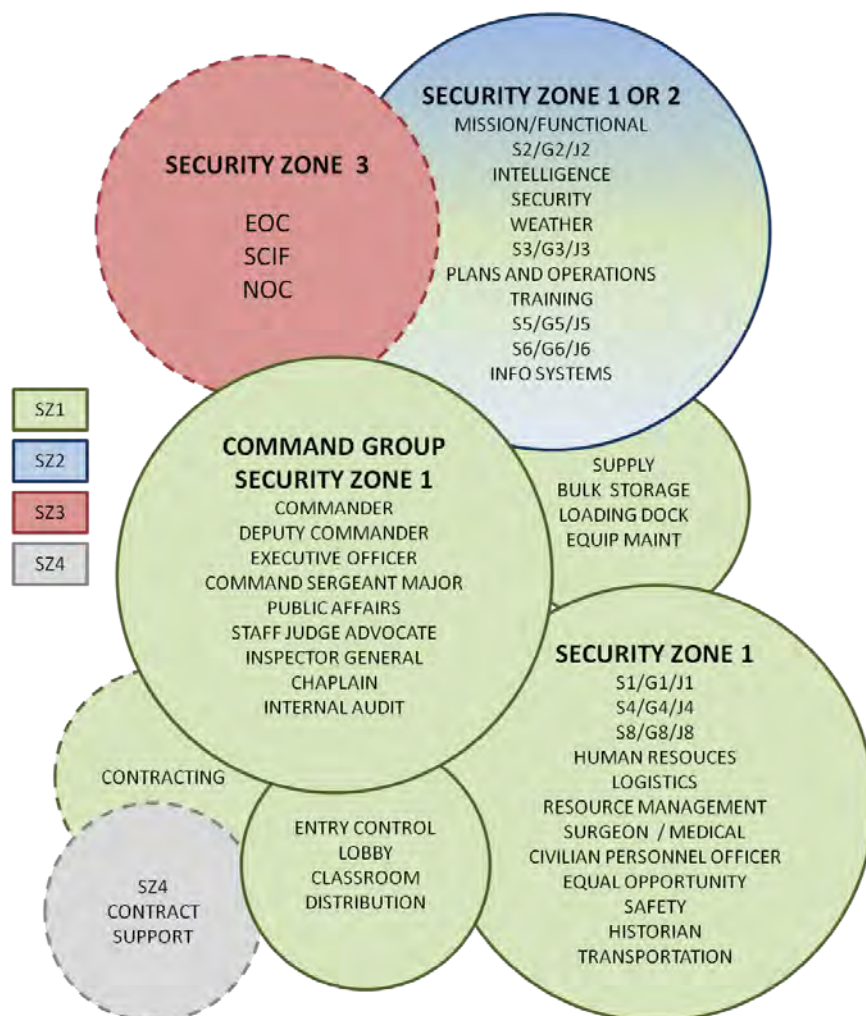 SECURITY ZONE 3
EOC
SCIF
NOC
SECURITY ZONE 1 OR 2
MISSION/FUNCTIONAL
S2/G2/J2
INTELLIGENCE
SECURITY
WEATHER
S3/G3/J3
PLANS AND OPERATIONS
TRAINING
S5/G5/J5
S6/G6/J6
INFO SYSTEMS
SZ1
SZ2
SZ3
SZ4
COMMAND GROUP
SECURITY ZONE 1
COMMANDER
DEPUTY COMMANDER
EXECUTIVE OFFICER
COMMAND SERGEANT MAJOR
PUBLIC AFFAIRS
STAFF JUDGE ADVOCATE
INSPECTOR GENERAL
CHAPLAIN
INTERNAL AUDIT
SUPPLY
BULK STORAGE
LOADING DOCK
EQUIP MAINT
SECURITY ZONE 1
S1/G1/J1
S4/G4/J4
S8/G8/J8
HUMAN RESOUCES
LOGISTICS
RESOURCE MANAGEMENT
SURGEON / MEDICAL
CIVILIAN PERSONNEL OFFICER
EQUAL OPPORTUNITY
SAFETY
HISTORIAN
TRANSPORTATION
CONTRACTING
SZ4
CONTRACT
SUPPORT
ENTRY CONTROL
LOBBY
CLASSROOM
DISTRIBUTION